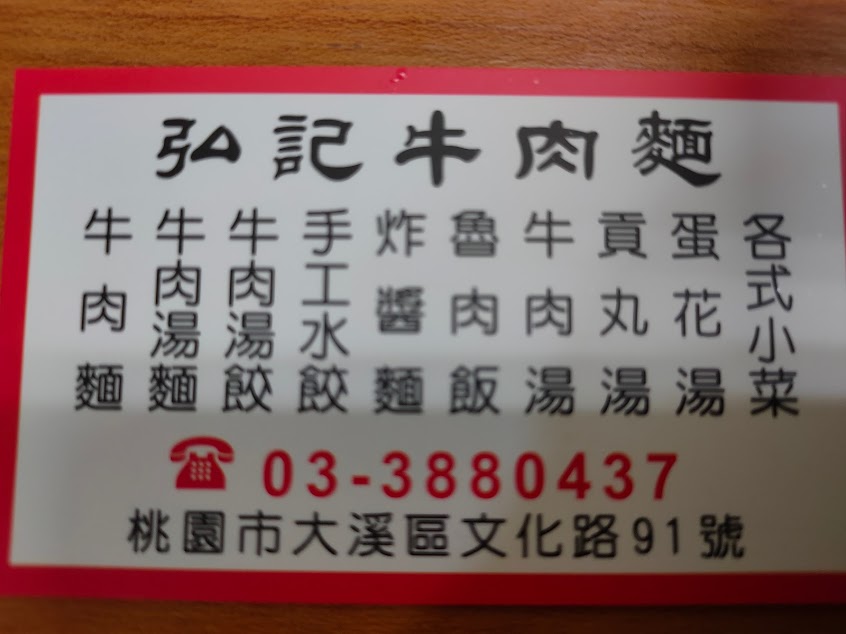 弘記牛肉麵
牛肉麵
牛肉湯麵
牛肉湯餃
手工水餃
炸醬麵
魯肉飯
牛肉湯
貢丸湯
蛋花湯
各式小菜
03-3880437
桃園市大溪區文化路91號